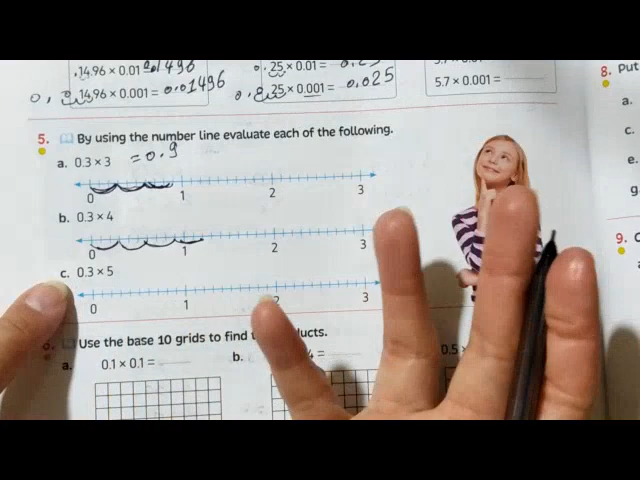 14.96 × 0.01 0.1496 0.25 × 0.01 = 0.25
0.14.96 × 0.001 = 0.01496 0.25 × 0.001 = 0.025 5.7 × 0.001 =
8. Put
a.
c.
e.
g
5. By using the number line evaluate each of the following.
a. 0.3 × 3 = 0.9
0 1 2 3
b. 0.3 × 4
0 1 2 3
c. 0.3 × 5
0 1 2 3
9.
Use the base 10 grids to find
a. 0.1 × 0.1 = b. 4 = 0.5